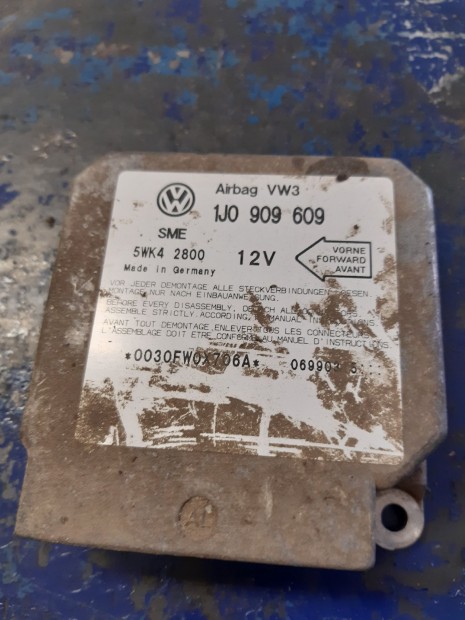 Airbag VW3
1J0 909 609
SME
5WK4 2800
12V
VORNE
FORWARD
AVANT
Made in Germany
VOR JEDER DEMONTAGE ALLE STECKVERBINDUNGEN
MONTAGE NUR NACH EINBAUANWEISUNG.
BEFORE EVERY DISASSEMBLY, ALL
ASSEMBLE STRICTLY ACCORDING MANUAL
AVANT TOUT DEMONTAGE, ENLEVER TOUS LES
L'ASSEMBLAGE DOIT ETRE CONFORME AU MANUEL D'INSTRUCTIONS.
*0030FW0X706A*